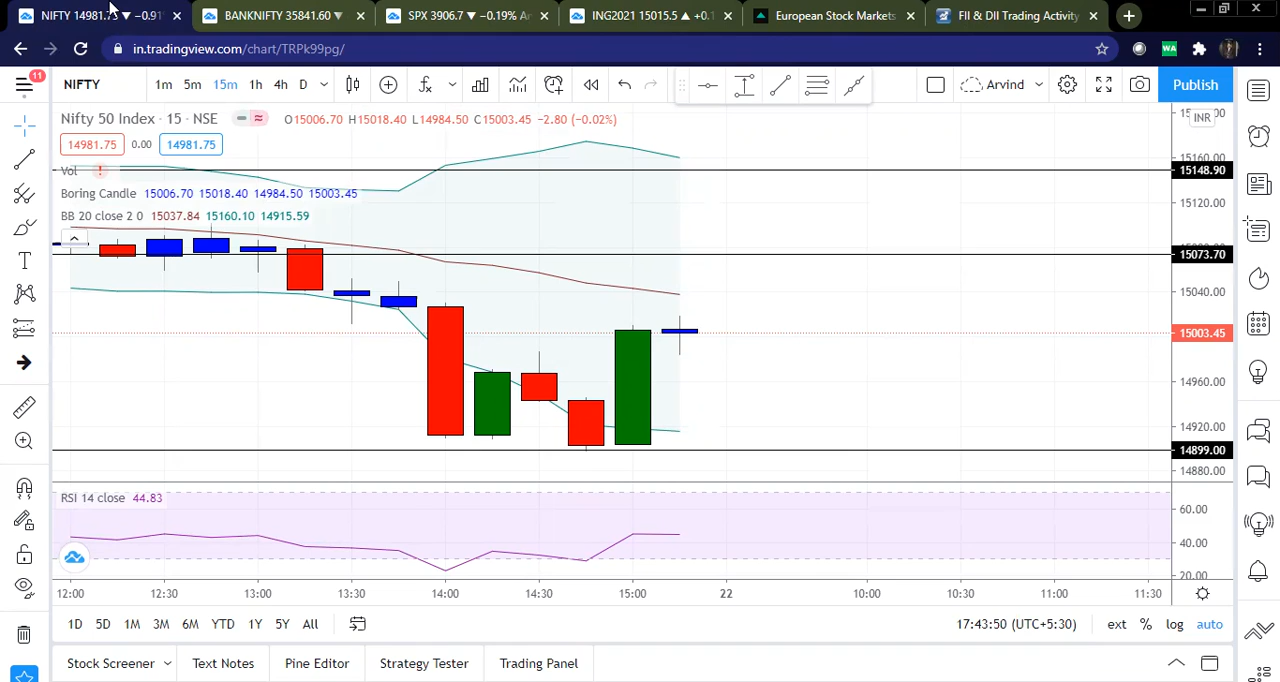 NIFTY 14981.75 ▼ −0.91
BANKNIFTY 35841.60 ▼
SPX 3906.7 ▼ −0.19% Ar
ING2021 15015.5 ▲ +0.1
European Stock Markets
FII & DII Trading Activity
in.tradingview.com/chart/TRPk99pg/
WA
11
NIFTY
1m 5m 15m 1h 4h D
Arvind
Publish
Nifty 50 Index · 15 · NSE
O15006.70 H15018.40 L14984.50 C15003.45 −2.80 (−0.02%)
INR
14981.75 0.00 14981.75
Vol
Boring Candle 15006.70 15018.40 14984.50 15003.45
BB 20 close 2 0 15037.84 15160.10 14915.59
15160.00
15148.90
15120.00
15073.70
15040.00
15003.45
14960.00
14920.00
14899.00
14880.00
RSI 14 close 44.83
60.00
40.00
20.00
12:00 12:30 13:00 13:30 14:00 14:30 15:00 22 10:00 10:30 11:00 11:30
1D 5D 1M 3M 6M YTD 1Y 5Y All
17:43:50 (UTC+5:30) ext % log auto
Stock Screener Text Notes Pine Editor Strategy Tester Trading Panel